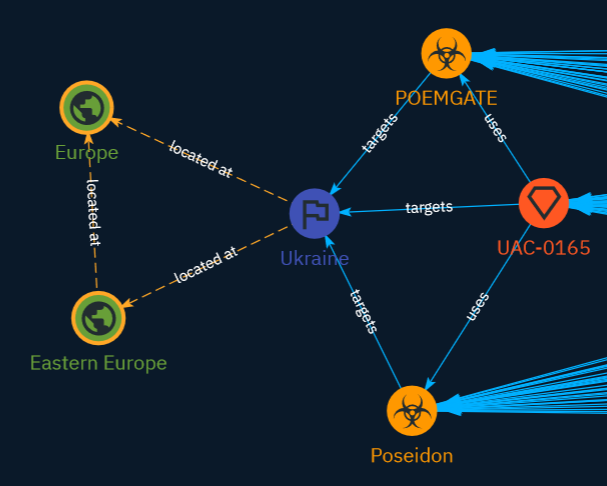 POEMGATE
Europe
located at
targets
uses
located at
targets
Ukraine
UAC-0165
located at
targets
uses
Eastern Europe
Poseidon